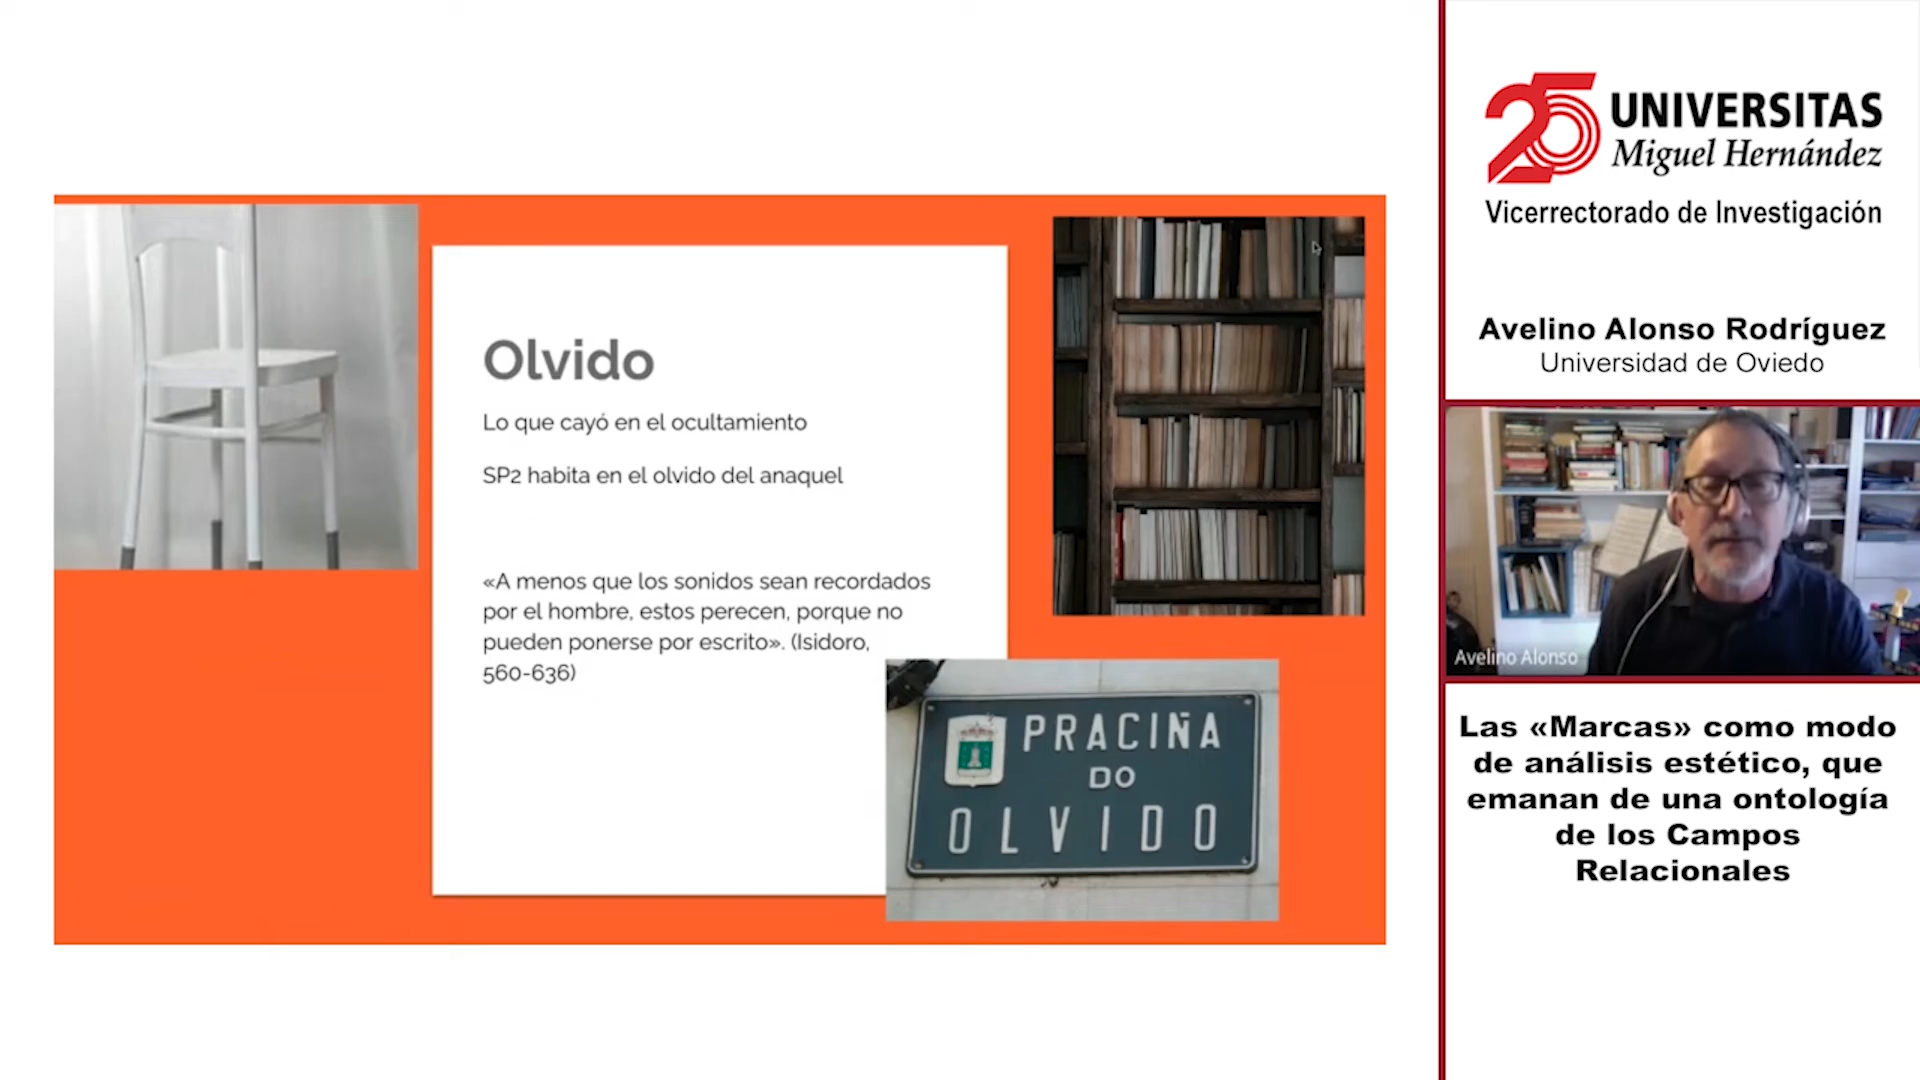 Olvido
Lo que cayó en el ocultamiento
SP2 habita en el olvido del anaquel
«A menos que los sonidos sean recordados
por el hombre, estos perecen, porque no
pueden ponerse por escrito». (Isidoro,
560-636)
PRACIÑA
DO
OLVIDO
25 UNIVERSITAS
Miguel Hernández
Vicerrectorado de Investigación
Avelino Alonso Rodríguez
Universidad de Oviedo
Avelino Alonso
Las «Marcas» como modo
de análisis estético, que
emanan de una ontología
de los Campos
Relacionales